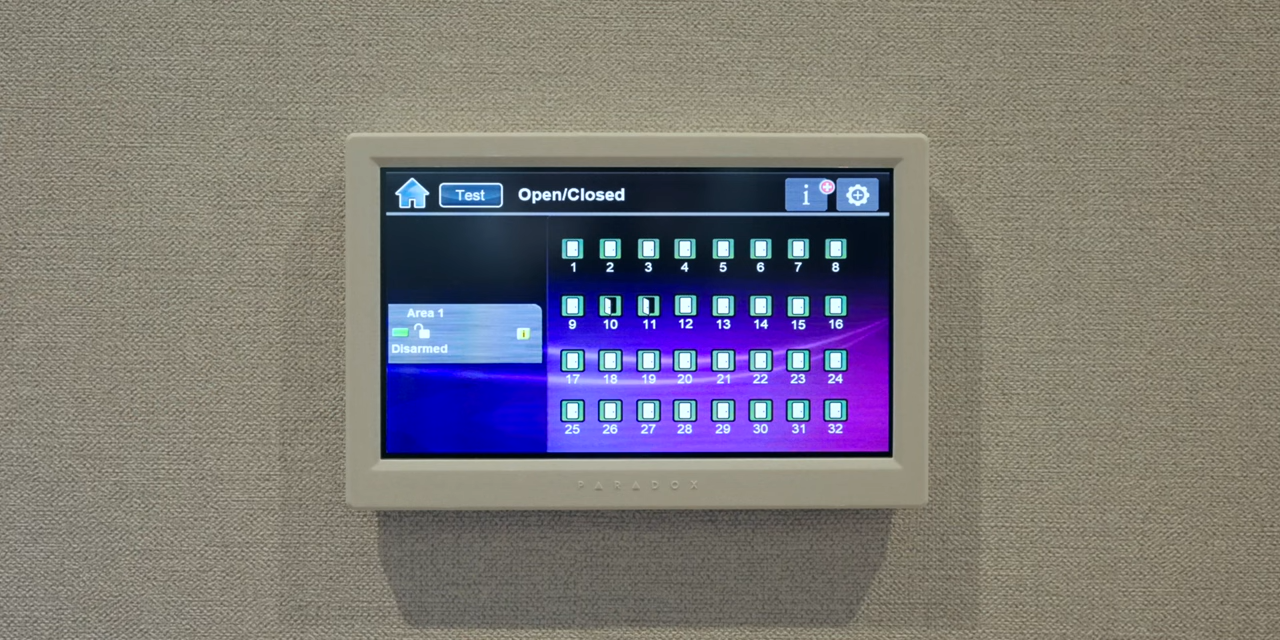 Test
Open/Closed
i
1 2 3 4 5 6 7 8
Area 1
i
Disarmed
9 10 11 12 13 14 15 16
17 18 19 20 21 22 23 24
25 26 27 28 29 30 31 32
PARADOX